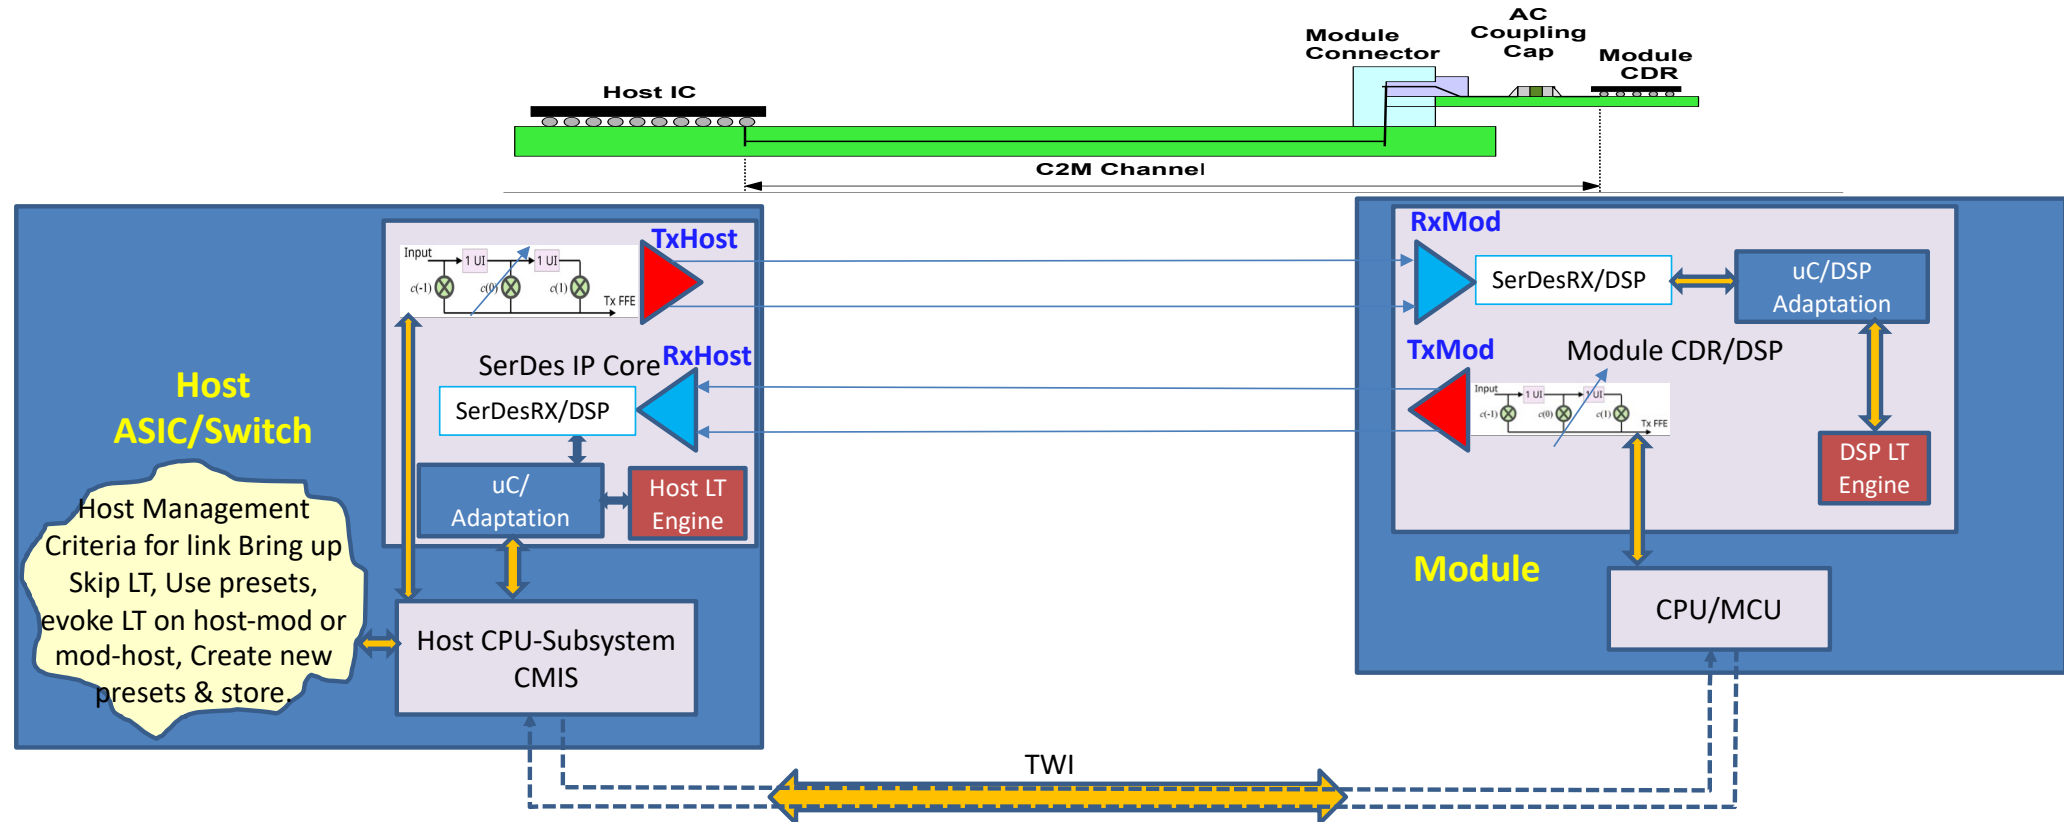 AC
Coupling
Cap
Module
Connector
Module
CDR
Host IC
C2M Channel
TxHost
Input
1 UI
1 UI
c(-1)
c(0)
c(1)
Tx FFE
SerDes IP Core
RxHost
SerDesRX/DSP
uC/
Adaptation
Host LT
Engine
Host
ASIC/Switch
Host Management
Criteria for link Bring up
Skip LT, Use presets,
evoke LT on host-mod or
mod-host, Create new
presets & store.
Host CPU-Subsystem
CMIS
RxMod
SerDesRX/DSP
uC/DSP
Adaptation
TxMod
Module CDR/DSP
Input
1 UI
1 UI
c(-1)
c(0)
c(1)
Tx FFE
DSP LT
Engine
Module
CPU/MCU
TWI